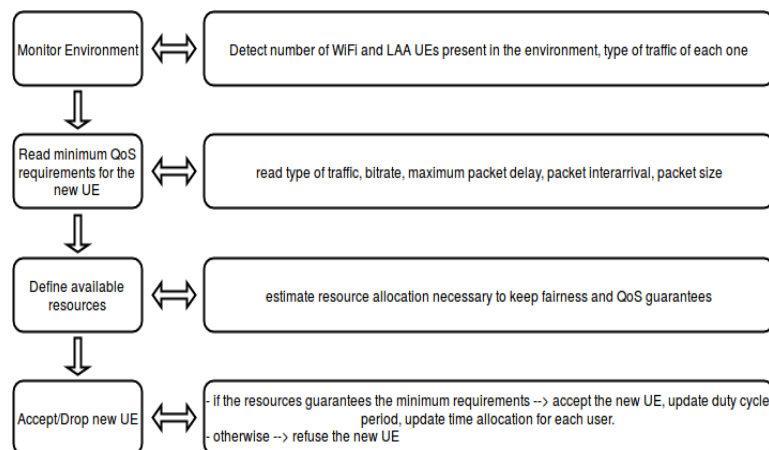 Monitor Environment
Detect number of WiFi and LAA UEs present in the environment, type of traffic of each one
Read minimum QoS
requirements for the
new UE
read type of traffic, bitrate, maximum packet delay, packet interarrival, packet size
Define available
resources
estimate resource allocation necessary to keep fairness and QoS guarantees
Accept/Drop new UE
- if the resources guarantees the minimum requirements --> accept the new UE, update duty cycle
period, update time allocation for each user.
- otherwise --> refuse the new UE